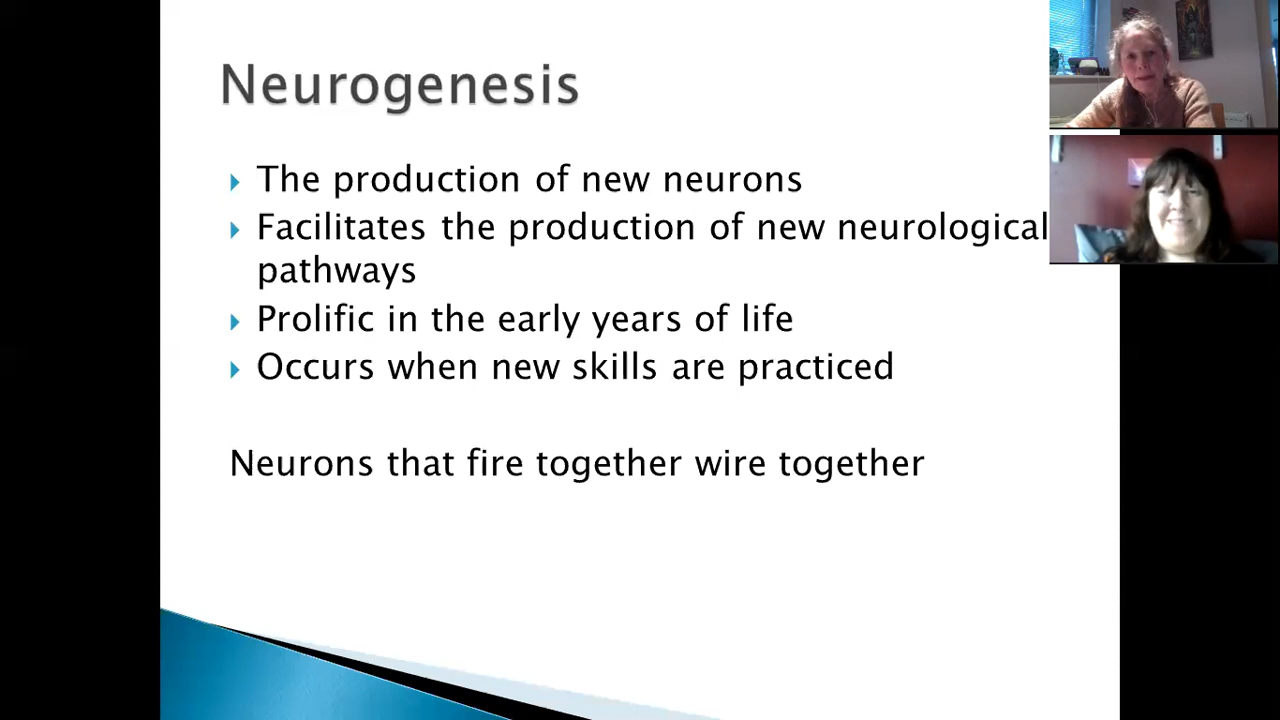 Neurogenesis
The production of new neurons
Facilitates the production of new neurological
pathways
Prolific in the early years of life
Occurs when new skills are practiced
Neurons that fire together wire together